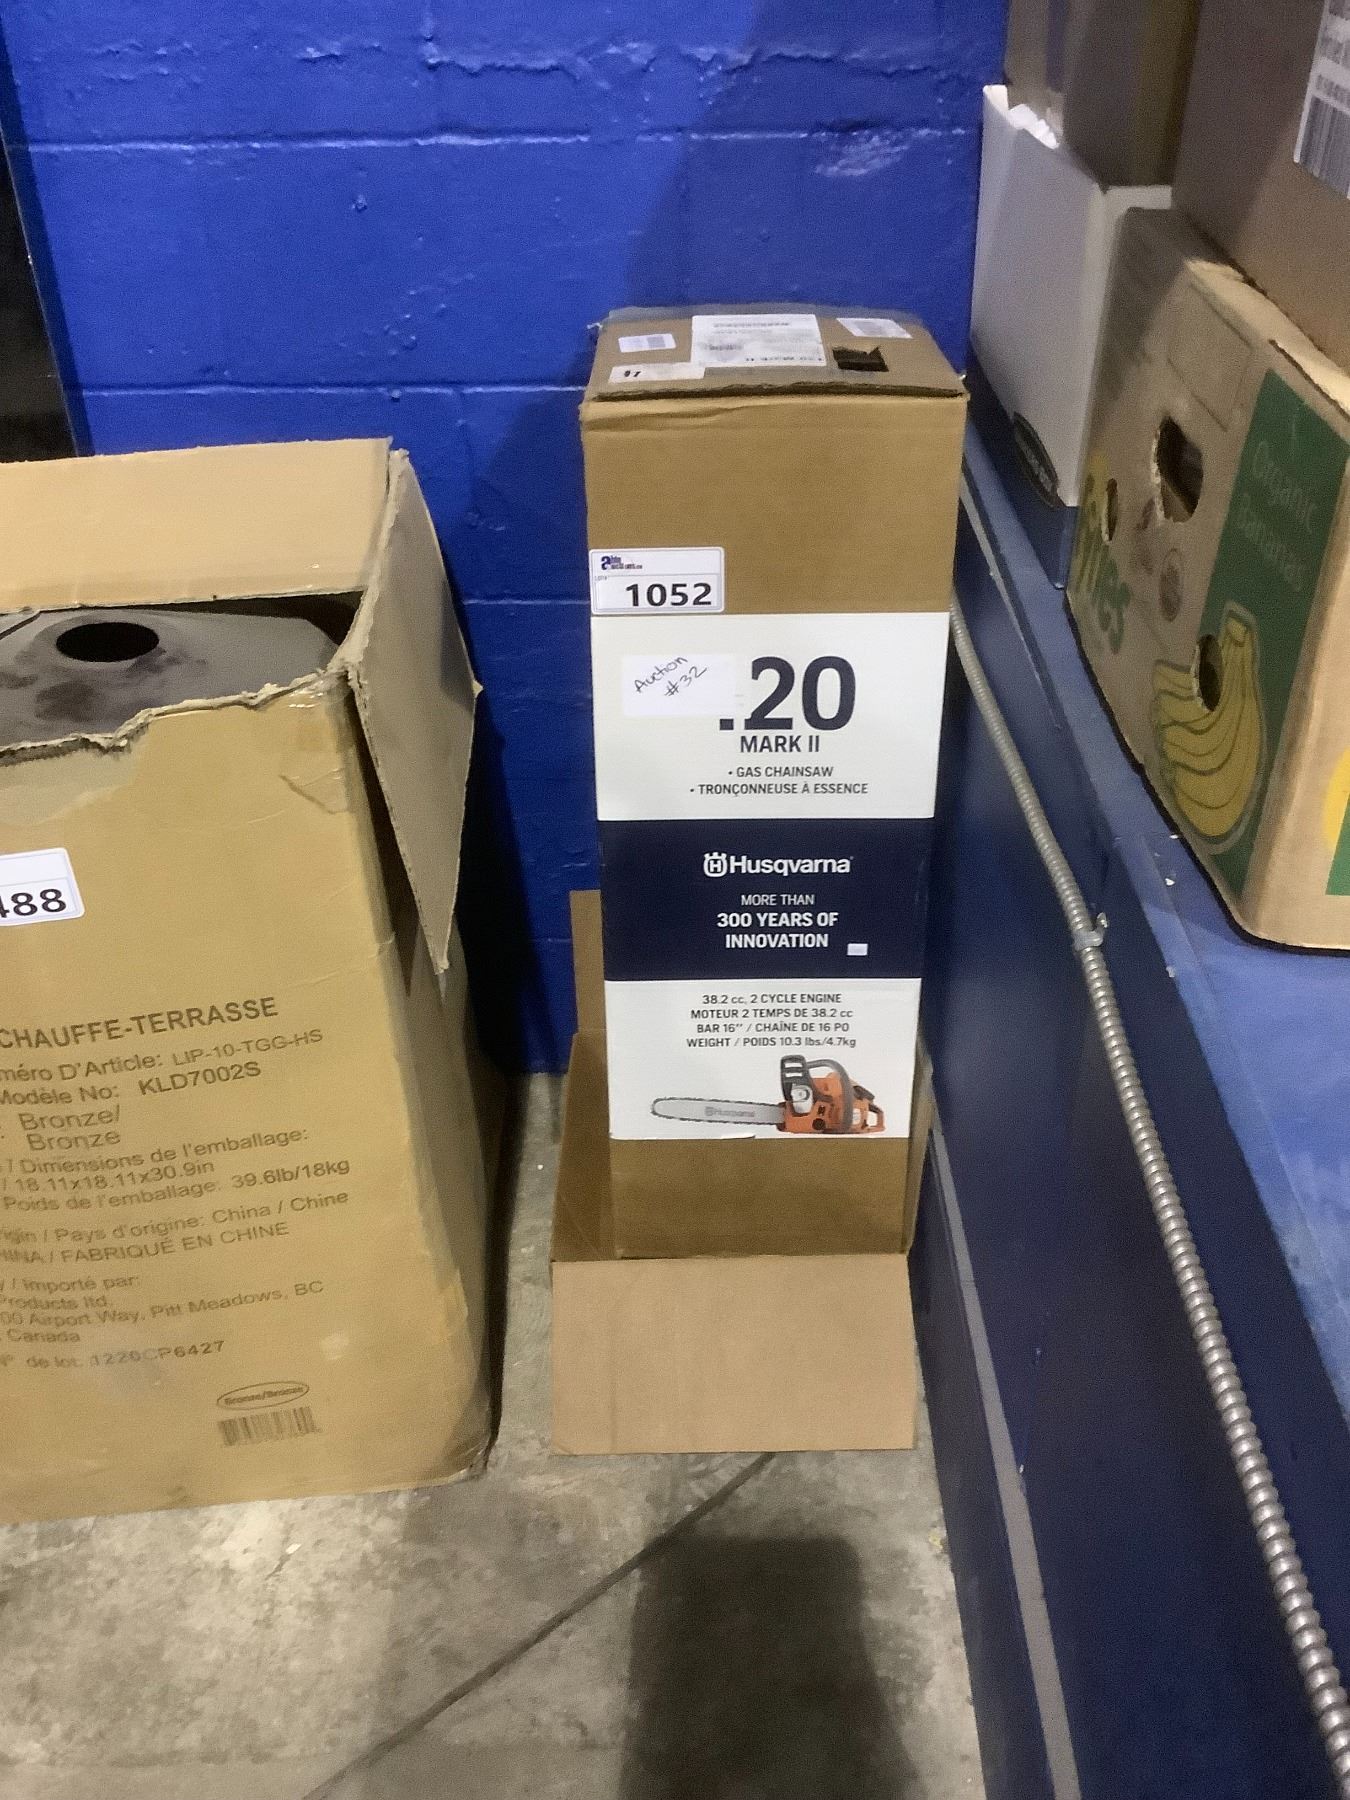 1052
Auction
#32
.20
MARK II
• GAS CHAINSAW
• TRONÇONNEUSE À ESSENCE
Husqvarna
MORE THAN
300 YEARS OF
INNOVATION
38.2 cc, 2 CYCLE ENGINE
MOTEUR 2 TEMPS DE 38.2 cc
BAR 16" / CHAÎNE DE 16 PO
WEIGHT / POIDS 10.3 lbs/4.7kg
Husqvarna
488
CHAUFFE-TERRASSE
méro D'Article: LIP-10-TGG-HS
Modèle No: KLD7002S
: Bronze/
Bronze
/ Dimensions de l'emballage:
/ 18.11x18.11x30.9in
Poids de l'emballage: 39.6lb/18kg
rigin / Pays d'origine: China / Chine
HINA / FABRIQUÉ EN CHINE
y / Importé par:
Products ltd.
00 Airport Way, Pitt Meadows, BC
Canada
N° de lot: 1220CP6427
Bronze/Bronze
Organic
Bananas